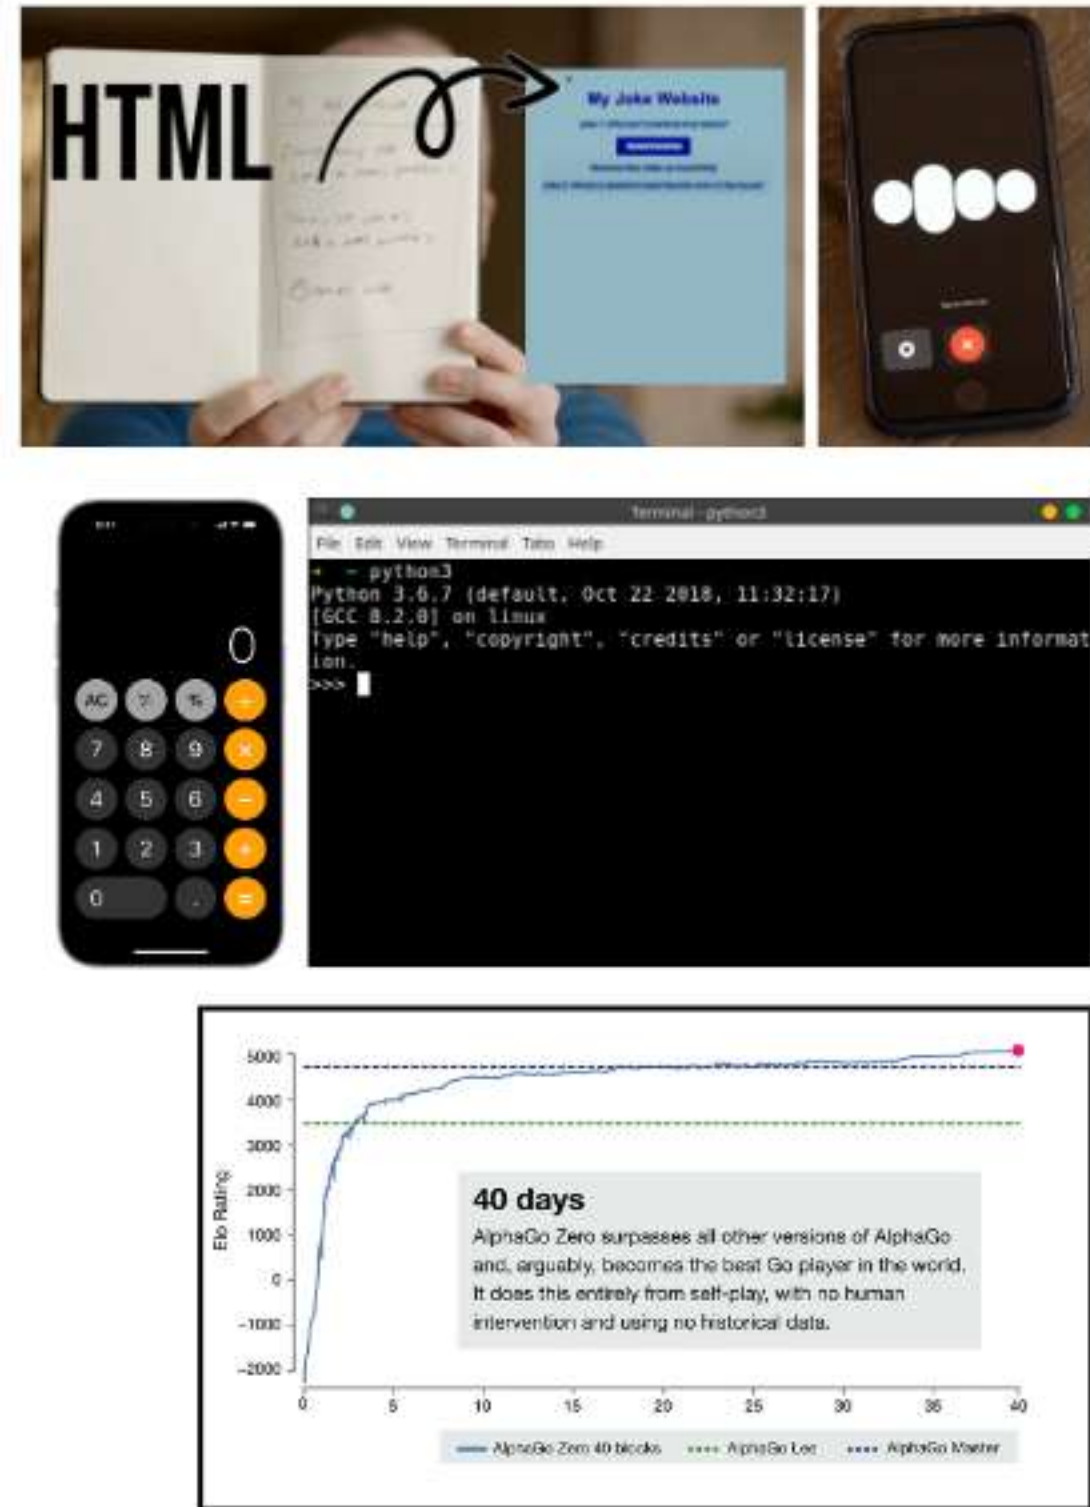 HTML
My Joke Website
Terminal - python3
File Edit View Terminal Tabs Help
python3
Python 3.6.7 (default, Oct 22 2018, 11:32:17)
[GCC 8.2.0] on linux
Type "help", "copyright", "credits" or "license" for more informat
ion.
>>>
0
AC %
7 8 9 ×
4 5 6 −
1 2 3 +
0 . =
5000
4000
3000
2000
1000
0
-1000
-2000
Elo Rating
40 days
AlphaGo Zero surpasses all other versions of AlphaGo
and, arguably, becomes the best Go player in the world.
It does this entirely from self-play, with no human
intervention and using no historical data.
0 5 10 15 20 25 30 35 40
AlphaGo Zero 40 blocks AlphaGo Lee AlphaGo Master